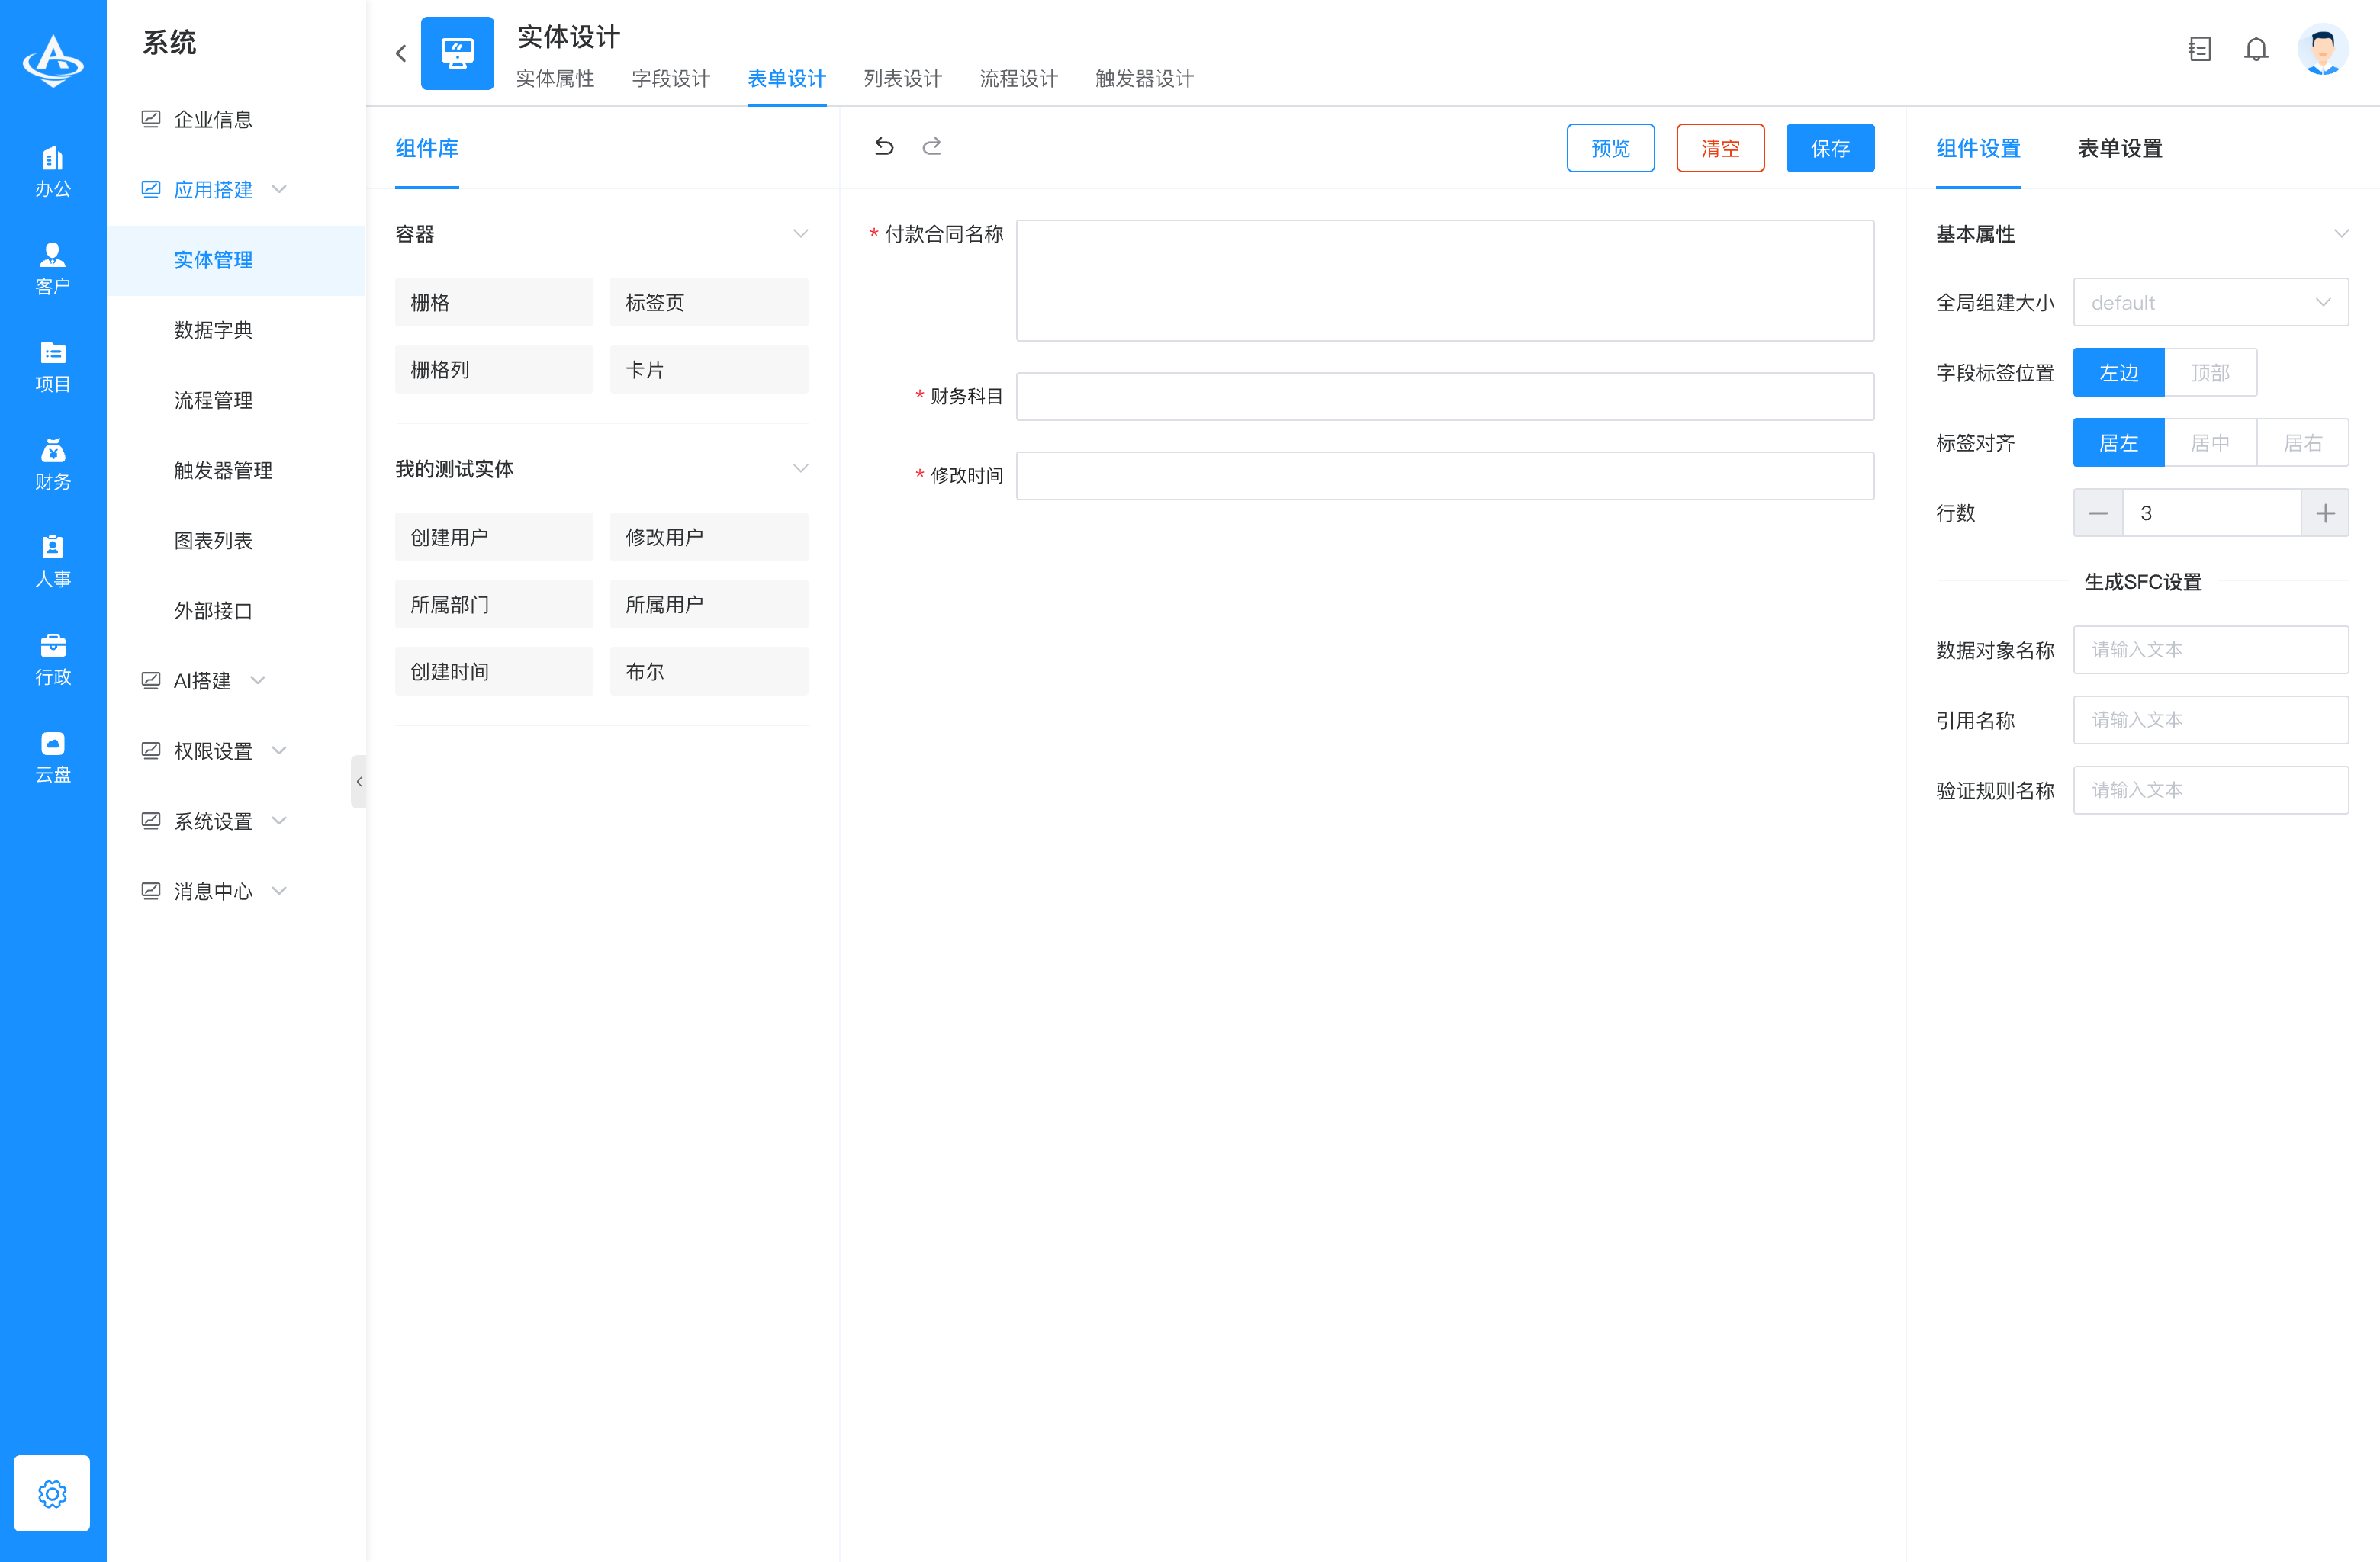 办公
客户
项目
财务
人事
行政
云盘
系统
企业信息
应用搭建
实体管理
数据字典
流程管理
触发器管理
图表列表
外部接口
AI搭建
权限设置
系统设置
消息中心
实体设计
实体属性 字段设计 表单设计 列表设计 流程设计 触发器设计
组件库
容器
栅格 标签页
栅格列 卡片
我的测试实体
创建用户 修改用户
所属部门 所属用户
创建时间 布尔
预览 清空 保存
* 付款合同名称
* 财务科目
* 修改时间
组件设置 表单设置
基本属性
全局组建大小 default
字段标签位置 左边 顶部
标签对齐 居左 居中 居右
行数 3
生成SFC设置
数据对象名称 请输入文本
引用名称 请输入文本
验证规则名称 请输入文本